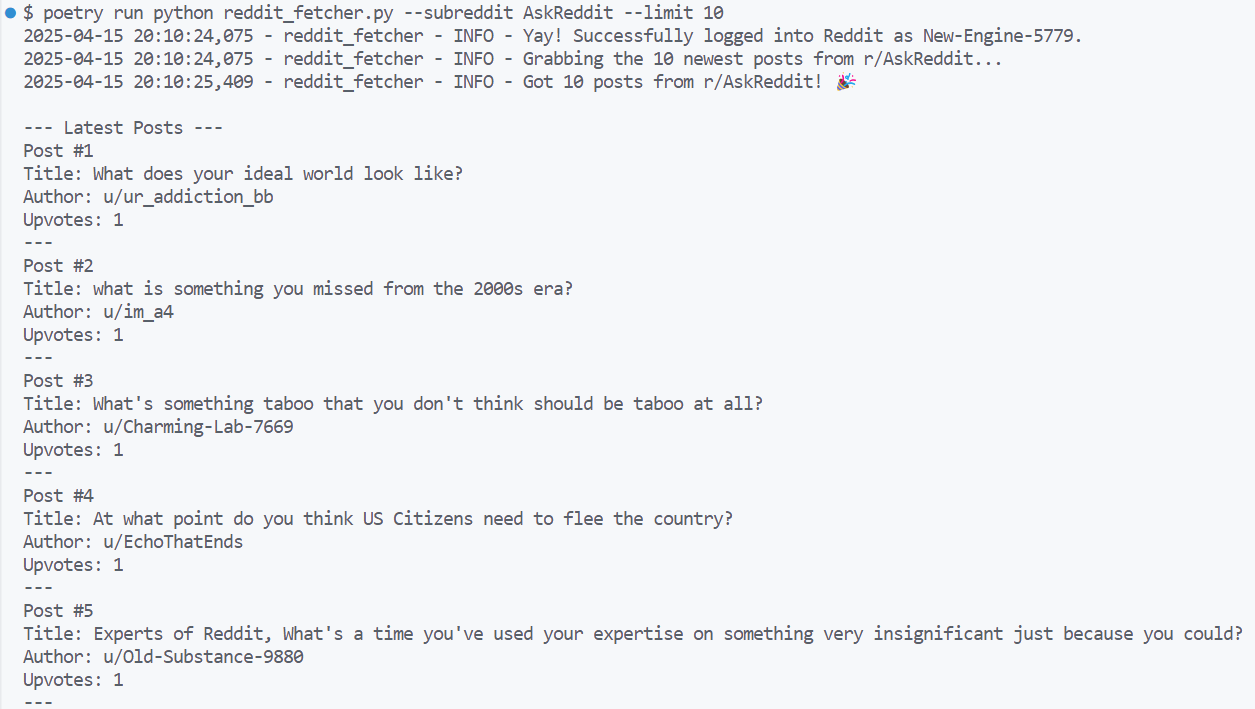 $ poetry run python reddit_fetcher.py --subreddit AskReddit --limit 10
2025-04-15 20:10:24,075 - reddit_fetcher - INFO - Yay! Successfully logged into Reddit as New-Engine-5779.
2025-04-15 20:10:24,075 - reddit_fetcher - INFO - Grabbing the 10 newest posts from r/AskReddit...
2025-04-15 20:10:25,409 - reddit_fetcher - INFO - Got 10 posts from r/AskReddit! 🎉
--- Latest Posts ---
Post #1
Title: What does your ideal world look like?
Author: u/ur_addiction_bb
Upvotes: 1
---
Post #2
Title: what is something you missed from the 2000s era?
Author: u/im_a4
Upvotes: 1
---
Post #3
Title: What's something taboo that you don't think should be taboo at all?
Author: u/Charming-Lab-7669
Upvotes: 1
---
Post #4
Title: At what point do you think US Citizens need to flee the country?
Author: u/EchoThatEnds
Upvotes: 1
---
Post #5
Title: Experts of Reddit, What's a time you've used your expertise on something very insignificant just because you could?
Author: u/Old-Substance-9880
Upvotes: 1
---